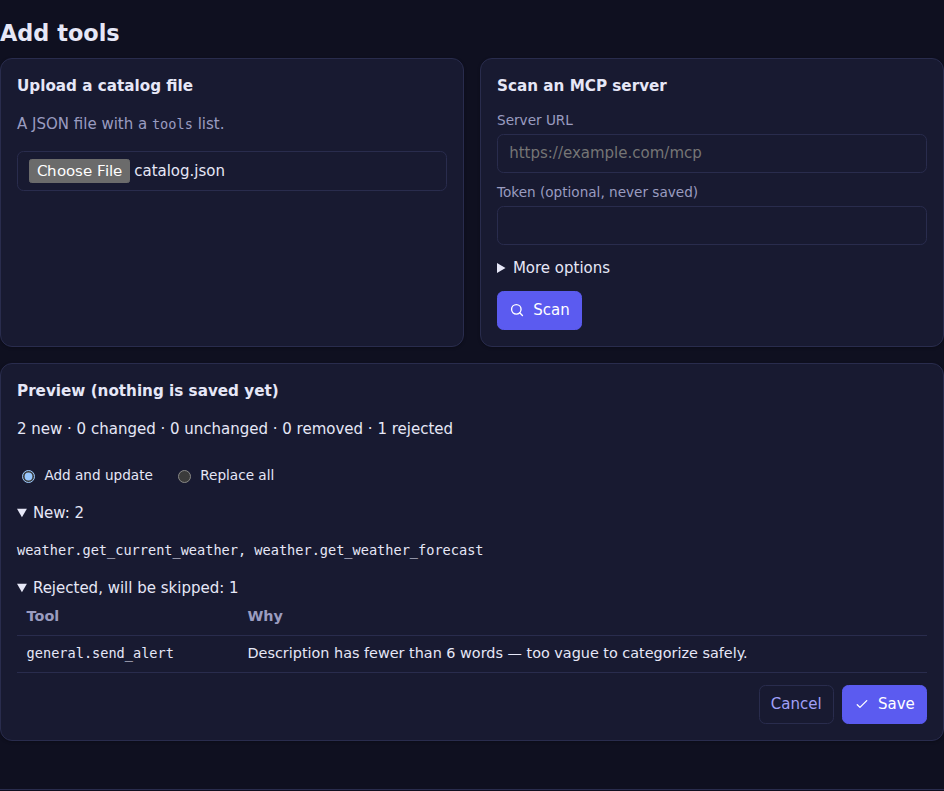 Add tools
Upload a catalog file
A JSON file with a tools list.
Choose File catalog.json
Scan an MCP server
Server URL
https://example.com/mcp
Token (optional, never saved)
More options
Scan
Preview (nothing is saved yet)
2 new · 0 changed · 0 unchanged · 0 removed · 1 rejected
Add and update Replace all
New: 2
weather.get_current_weather, weather.get_weather_forecast
Rejected, will be skipped: 1
Tool Why
general.send_alert Description has fewer than 6 words — too vague to categorize safely.
Cancel Save